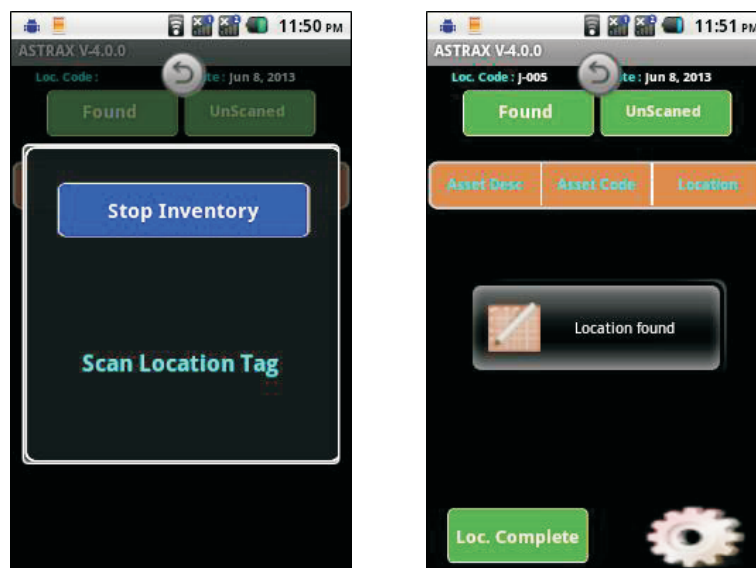 11:50 PM
ASTRAX V-4.0.0
Loc. Code : te : Jun 8, 2013
Found UnScaned
Stop Inventory
Scan Location Tag
11:51 PM
ASTRAX V-4.0.0
Loc. Code : J-005 te : Jun 8, 2013
Found UnScaned
Asset Desc Asset Code Location
Location found
Loc. Complete